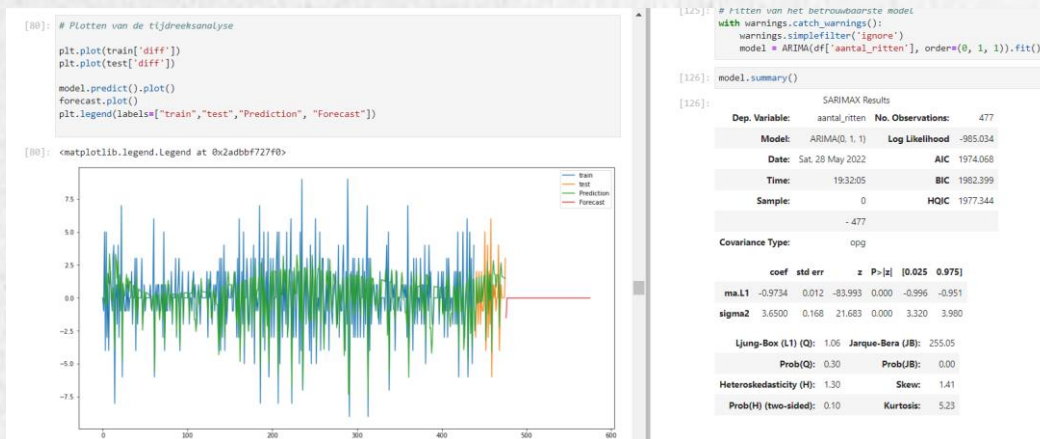 [80]: # Plotten van de tijdreeksanalyse
plt.plot(train['diff'])
plt.plot(test['diff'])
model.predict().plot()
forecast.plot()
plt.legend(labels=["train","test","Prediction", "Forecast"])
[80]: <matplotlib.legend.Legend at 0x2adbbf727f0>
train
test
Prediction
Forecast
7.5
5.0
2.5
0.0
−2.5
−5.0
−7.5
0 100 200 300 400 500 600
[125]: # Fitten van het betrouwbaarste model
with warnings.catch_warnings():
warnings.simplefilter('ignore')
model = ARIMA(df['aantal_ritten'], order=(0, 1, 1)).fit()
[126]: model.summary()
[126]:
SARIMAX Results
Dep. Variable: aantal_ritten No. Observations: 477
Model: ARIMA(0, 1, 1) Log Likelihood -985.034
Date: Sat, 28 May 2022 AIC 1974.068
Time: 19:32:05 BIC 1982.399
Sample: 0 HQIC 1977.344
- 477
Covariance Type: opg
coef std err z P>|z| [0.025 0.975]
ma.L1 -0.9734 0.012 -83.993 0.000 -0.996 -0.951
sigma2 3.6500 0.168 21.683 0.000 3.320 3.980
Ljung-Box (L1) (Q): 1.06 Jarque-Bera (JB): 255.05
Prob(Q): 0.30 Prob(JB): 0.00
Heteroskedasticity (H): 1.30 Skew: 1.41
Prob(H) (two-sided): 0.10 Kurtosis: 5.23